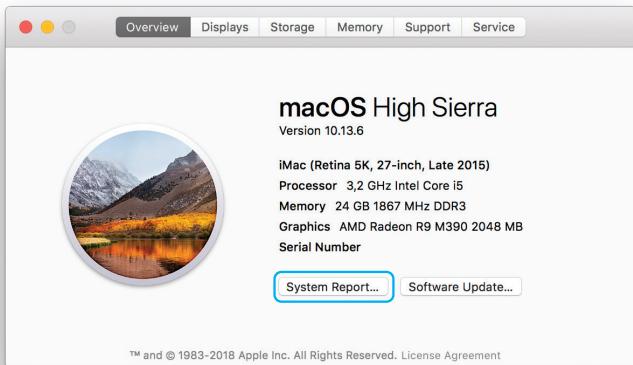 Overview Displays Storage Memory Support Service
macOS High Sierra
Version 10.13.6
iMac (Retina 5K, 27-inch, Late 2015)
Processor 3,2 GHz Intel Core i5
Memory 24 GB 1867 MHz DDR3
Graphics AMD Radeon R9 M390 2048 MB
Serial Number
System Report... Software Update...
™ and © 1983-2018 Apple Inc. All Rights Reserved. License Agreement